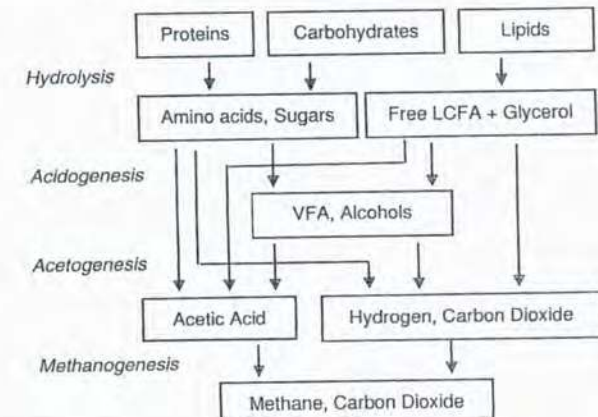 Proteins Carbohydrates Lipids
Hydrolysis
Amino acids, Sugars Free LCFA + Glycerol
Acidogenesis
VFA, Alcohols
Acetogenesis
Acetic Acid Hydrogen, Carbon Dioxide
Methanogenesis
Methane, Carbon Dioxide